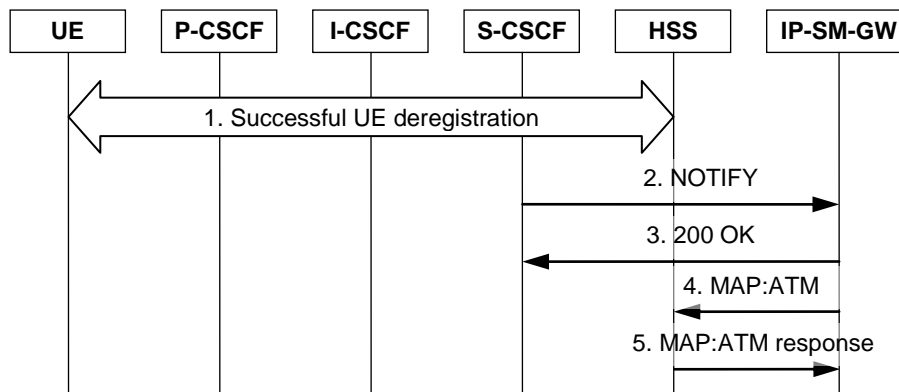 UE P-CSCF I-CSCF S-CSCF HSS IP-SM-GW
1. Successful UE deregistration
2. NOTIFY
3. 200 OK
4. MAP:ATM
5. MAP:ATM response